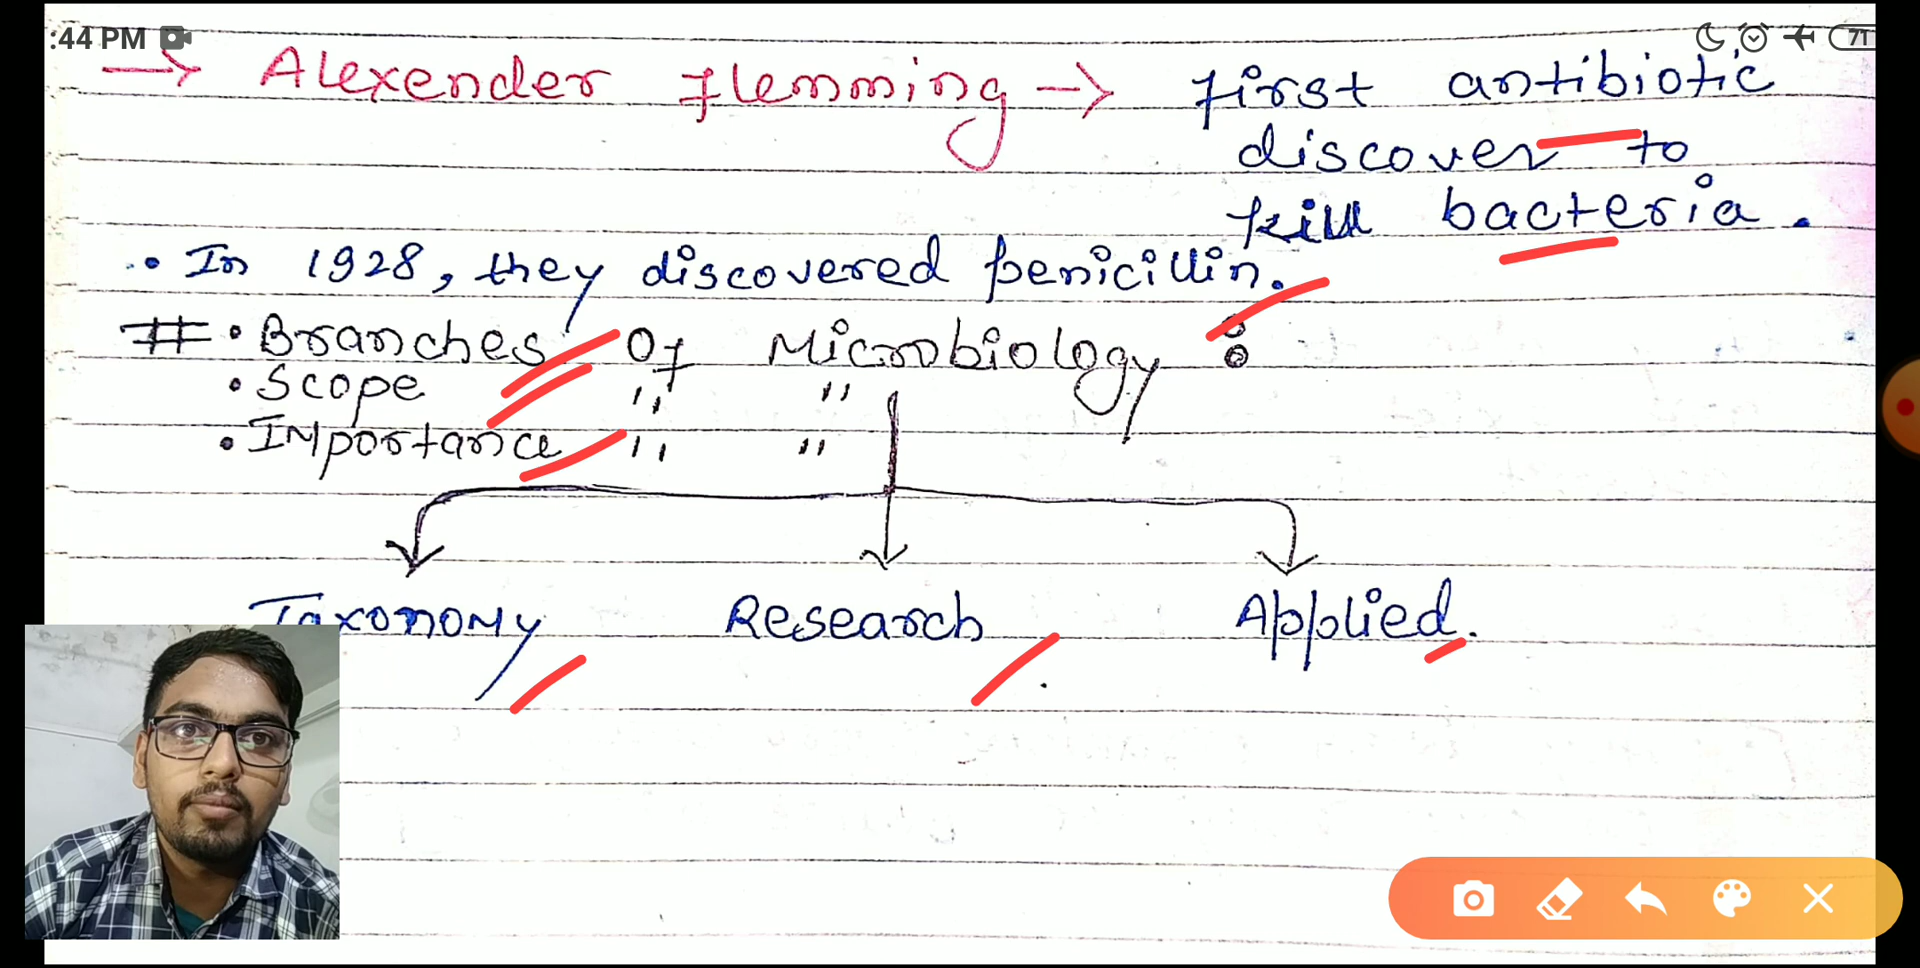 :44 PM
71
→ Alexender Flemming → First antibiotic
discover to
kill bacteria.
• In 1928, they discovered penicillin.
# • Branches Of Microbiology :
• Scope " "
• Importance " "
Taxonomy Research Applied.